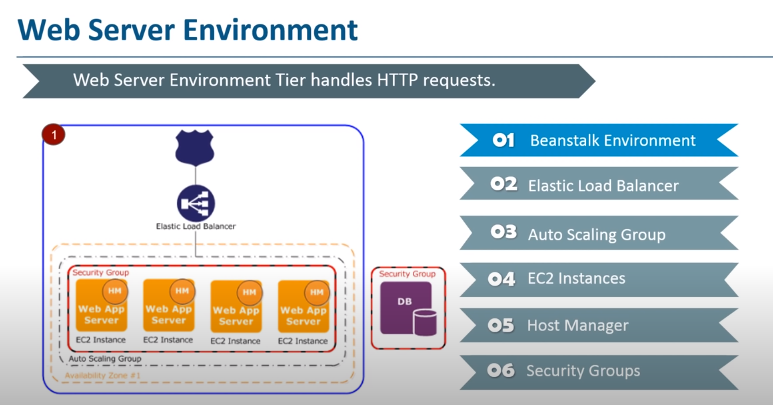 Web Server Environment
Web Server Environment Tier handles HTTP requests.
1
Elastic Load Balancer
Security Group
HM
HM
HM
HM
Web App
Server
Web App
Server
Web App
Server
Web App
Server
EC2 Instance
EC2 Instance
EC2 Instance
EC2 Instance
Auto Scaling Group
Availability Zone #1
Security Group
DB
01 Beanstalk Environment
02 Elastic Load Balancer
03 Auto Scaling Group
04 EC2 Instances
05 Host Manager
06 Security Groups